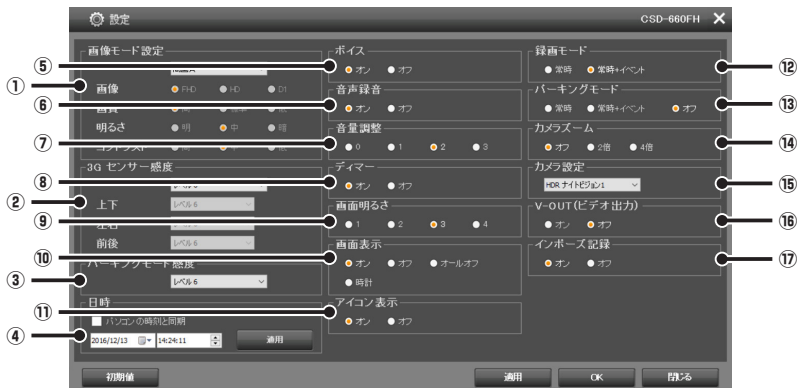 設定
CSD-660FH
画像モード設定
画像
FHD
HD
D1
明るさ
明
中
暗
3G センサー感度
上下
レベル 6
前後
レベル 6
パーキングモード感度
レベル 6
日時
パソコンの時刻と同期
2016/12/13
14:24:11
適用
ボイス
オン
オフ
音声録音
オン
オフ
音量調整
0
1
2
3
ディマー
オン
オフ
画面明るさ
1
2
3
4
画面表示
オン
オフ
オールオフ
時計
アイコン表示
オン
オフ
録画モード
常時
常時+イベント
パーキングモード
常時
常時+イベント
オフ
カメラズーム
オフ
2倍
4倍
カメラ設定
HDR ナイトビジョン1
V-OUT(ビデオ出力)
オン
オフ
インポーズ記録
オン
オフ
初期値
適用
OK
閉じる
①
②
③
④
⑤
⑥
⑦
⑧
⑨
⑩
⑪
⑫
⑬
⑭
⑮
⑯
⑰